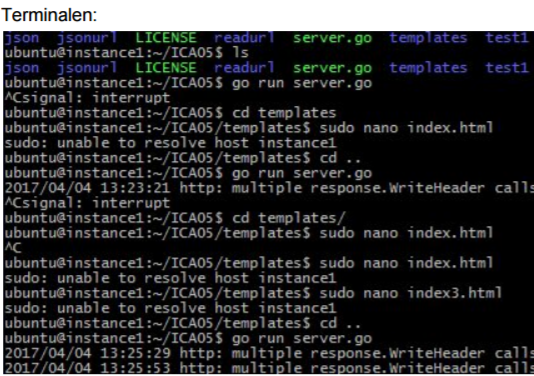 Terminalen:
json jsonurl LICENSE readurl server.go templates test1
ubuntu@instance1:~/ICA05$ ls
json jsonurl LICENSE readurl server.go templates test1
ubuntu@instance1:~/ICA05$ go run server.go
^Csignal: interrupt
ubuntu@instance1:~/ICA05$ cd templates
ubuntu@instance1:~/ICA05/templates$ sudo nano index.html
sudo: unable to resolve host instance1
ubuntu@instance1:~/ICA05/templates$ cd ..
ubuntu@instance1:~/ICA05$ go run server.go
2017/04/04 13:23:21 http: multiple response.WriteHeader calls
^Csignal: interrupt
ubuntu@instance1:~/ICA05$ cd templates/
ubuntu@instance1:~/ICA05/templates$ sudo nano index.html
^C
ubuntu@instance1:~/ICA05/templates$ sudo nano index.html
sudo: unable to resolve host instance1
ubuntu@instance1:~/ICA05/templates$ sudo nano index3.html
sudo: unable to resolve host instance1
ubuntu@instance1:~/ICA05/templates$ cd ..
ubuntu@instance1:~/ICA05$ go run server.go
2017/04/04 13:25:29 http: multiple response.WriteHeader calls
2017/04/04 13:25:53 http: multiple response.WriteHeader calls